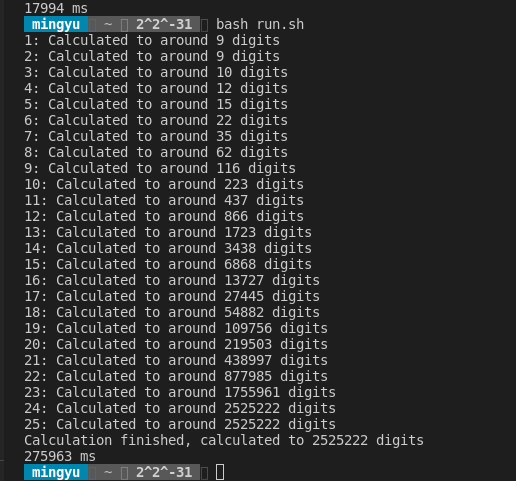 17994 ms
mingyu ~ 2^2^-31 bash run.sh
1: Calculated to around 9 digits
2: Calculated to around 9 digits
3: Calculated to around 10 digits
4: Calculated to around 12 digits
5: Calculated to around 15 digits
6: Calculated to around 22 digits
7: Calculated to around 35 digits
8: Calculated to around 62 digits
9: Calculated to around 116 digits
10: Calculated to around 223 digits
11: Calculated to around 437 digits
12: Calculated to around 866 digits
13: Calculated to around 1723 digits
14: Calculated to around 3438 digits
15: Calculated to around 6868 digits
16: Calculated to around 13727 digits
17: Calculated to around 27445 digits
18: Calculated to around 54882 digits
19: Calculated to around 109756 digits
20: Calculated to around 219503 digits
21: Calculated to around 438997 digits
22: Calculated to around 877985 digits
23: Calculated to around 1755961 digits
24: Calculated to around 2525222 digits
25: Calculated to around 2525222 digits
Calculation finished, calculated to 2525222 digits
275963 ms
mingyu ~ 2^2^-31